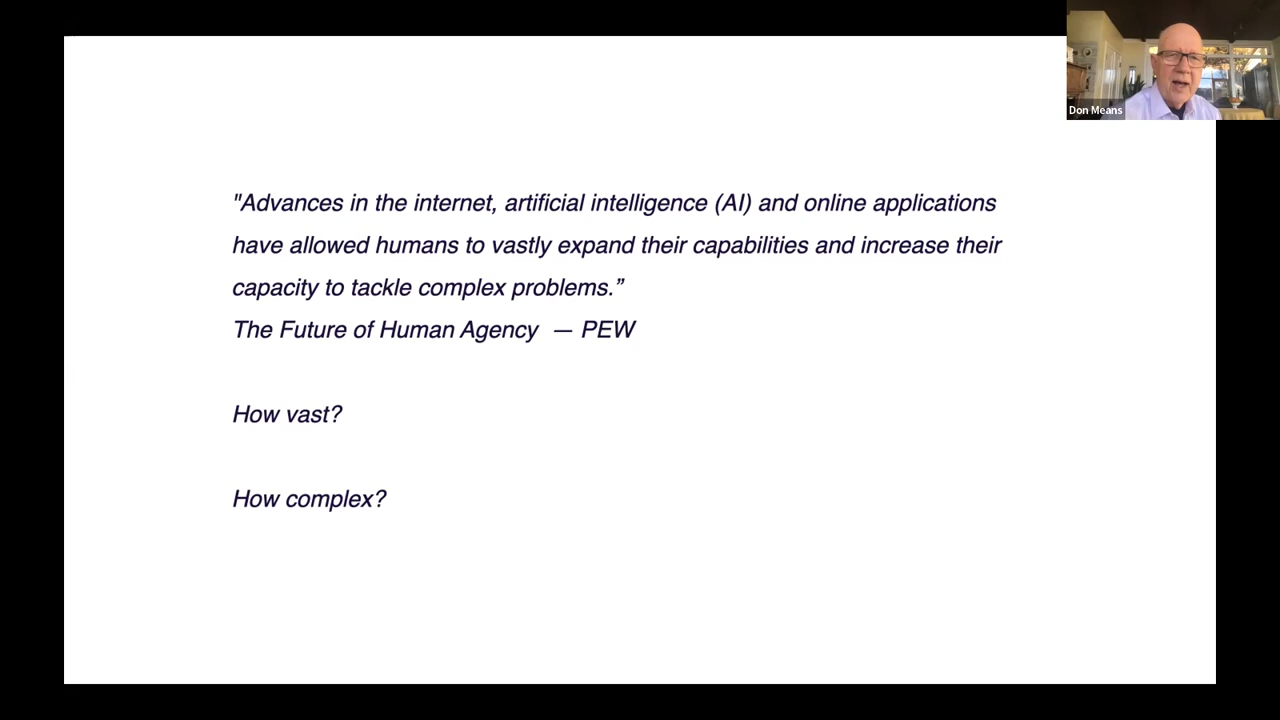 "Advances in the internet, artificial intelligence (AI) and online applications
have allowed humans to vastly expand their capabilities and increase their
capacity to tackle complex problems.”
The Future of Human Agency — PEW
How vast?
How complex?
Don Means